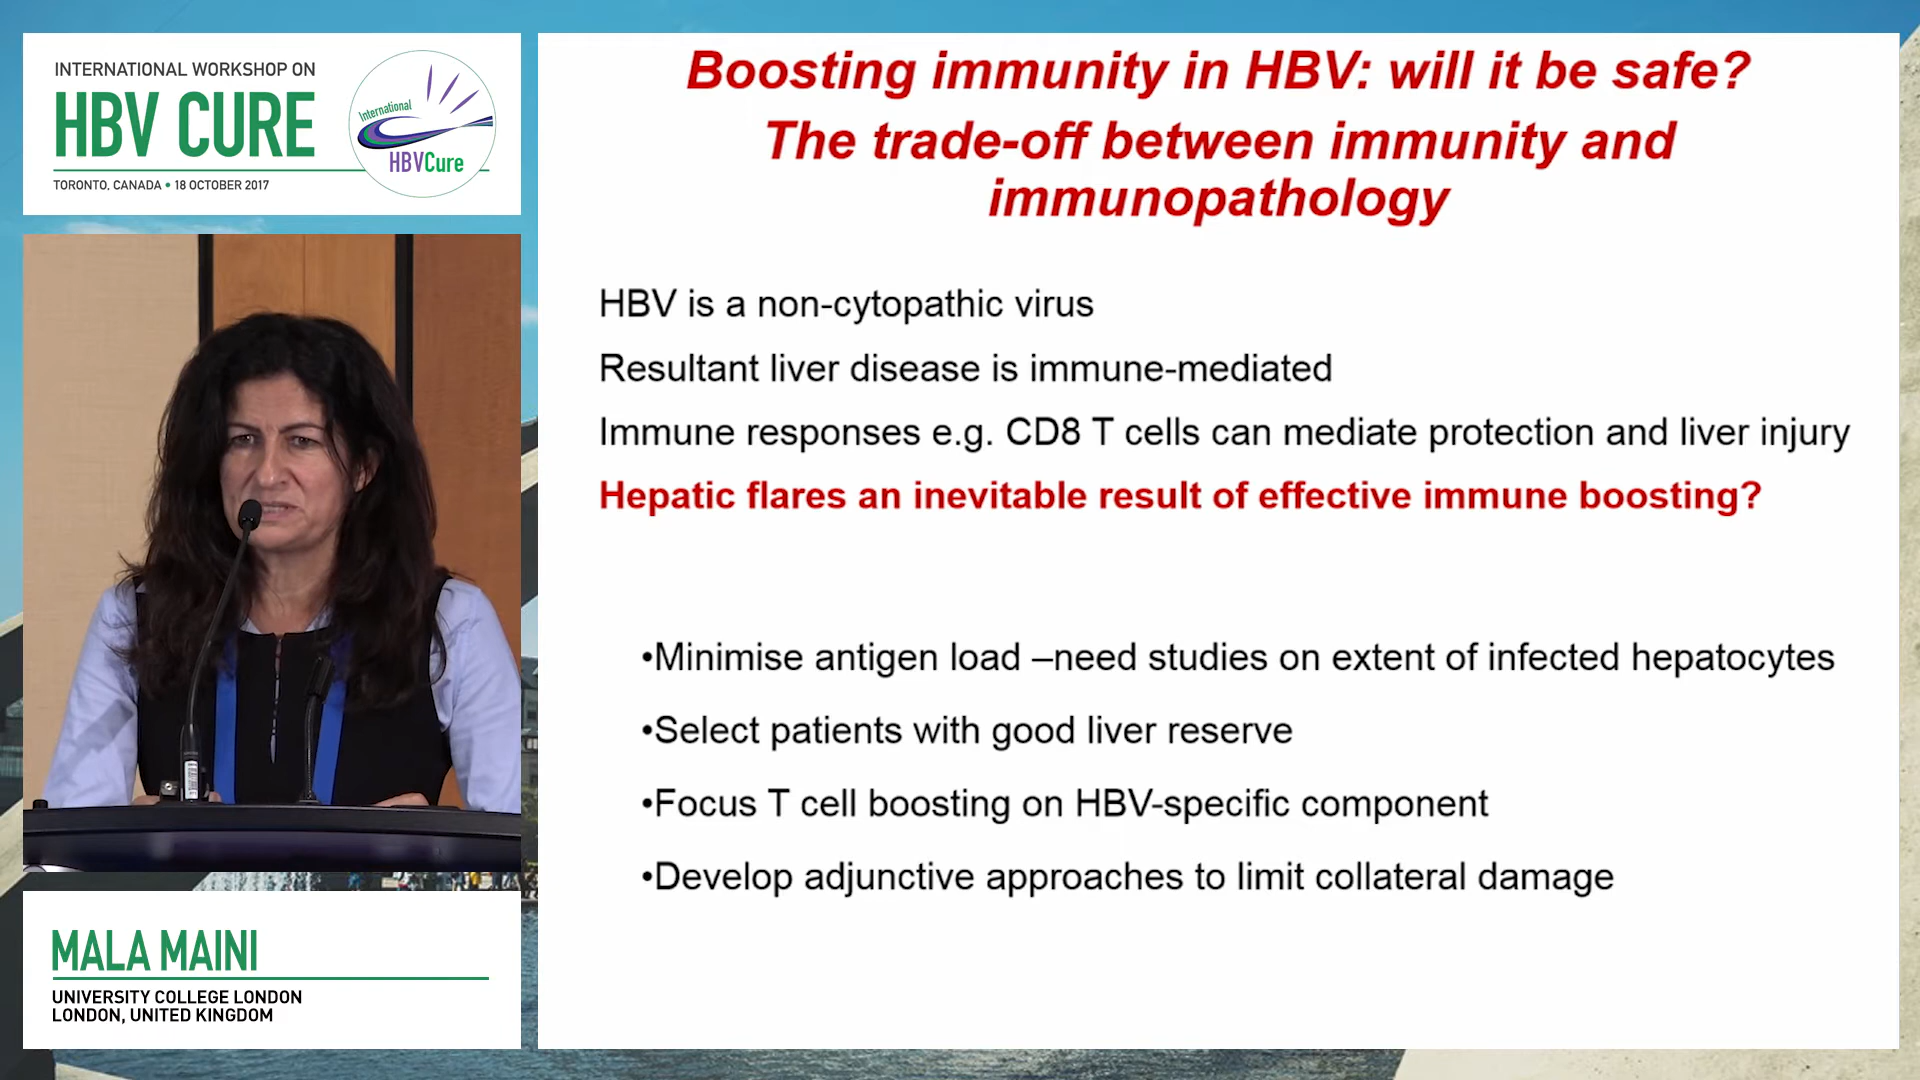 INTERNATIONAL WORKSHOP ON
HBV CURE
TORONTO, CANADA • 18 OCTOBER 2017
International
HBVCure
Boosting immunity in HBV: will it be safe?
The trade-off between immunity and
immunopathology
HBV is a non-cytopathic virus
Resultant liver disease is immune-mediated
Immune responses e.g. CD8 T cells can mediate protection and liver injury
Hepatic flares an inevitable result of effective immune boosting?
•Minimise antigen load –need studies on extent of infected hepatocytes
•Select patients with good liver reserve
•Focus T cell boosting on HBV-specific component
•Develop adjunctive approaches to limit collateral damage
MALA MAINI
UNIVERSITY COLLEGE LONDON
LONDON, UNITED KINGDOM